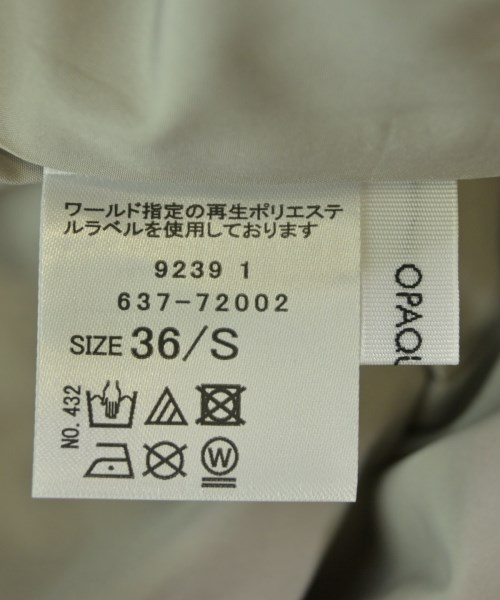 ワールド指定の再生ポリエステ
ルラベルを使用しております
9239 1
637-72002
SIZE 36/S
NO. 432
W
OPAQU